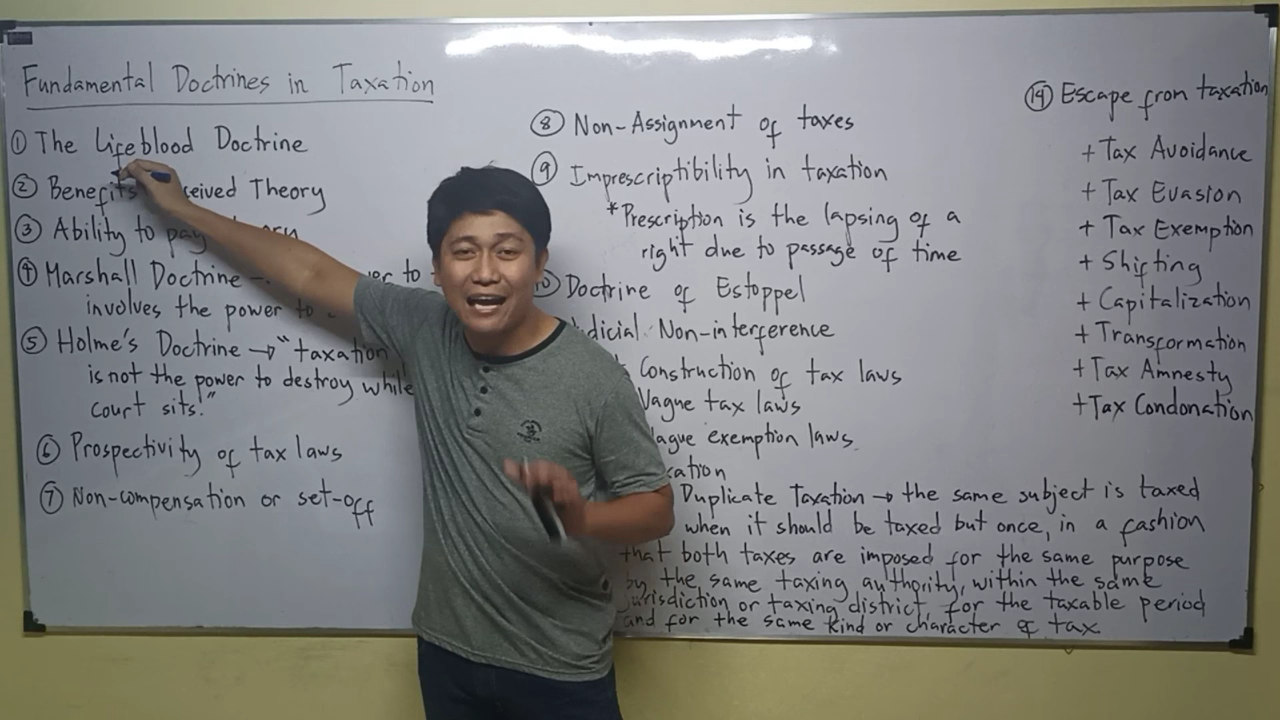 Fundamental Doctrines in Taxation
① The Lifeblood Doctrine
② Benefits Theory
③ Ability to pay
④ Marshall Doctrine - to
involves the power to
⑤ Holme's Doctrine → "taxation
is not the power to destroy while
court sits."
⑥ Prospectivity of tax laws
⑦ Non-compensation or set-off
⑧ Non-Assignment of taxes
⑨ Imprescriptibility in taxation
*Prescription is the lapsing of a
right due to passage of time
Doctrine of Estoppel
Non-interference
Construction of tax laws
Vague tax laws
exemption laws
Duplicate Taxation → the same subject is taxed
when it should be taxed but once, in a fashion
that both taxes are imposed for the same purpose
by the same taxing authority, within the same
jurisdiction or taxing district, for the taxable period
and for the same kind or character of tax
⑭ Escape from taxation
+ Tax Avoidance
+ Tax Evasion
+ Tax Exemption
+ Shifting
+ Capitalization
+ Transformation
+ Tax Amnesty
+ Tax Condonation